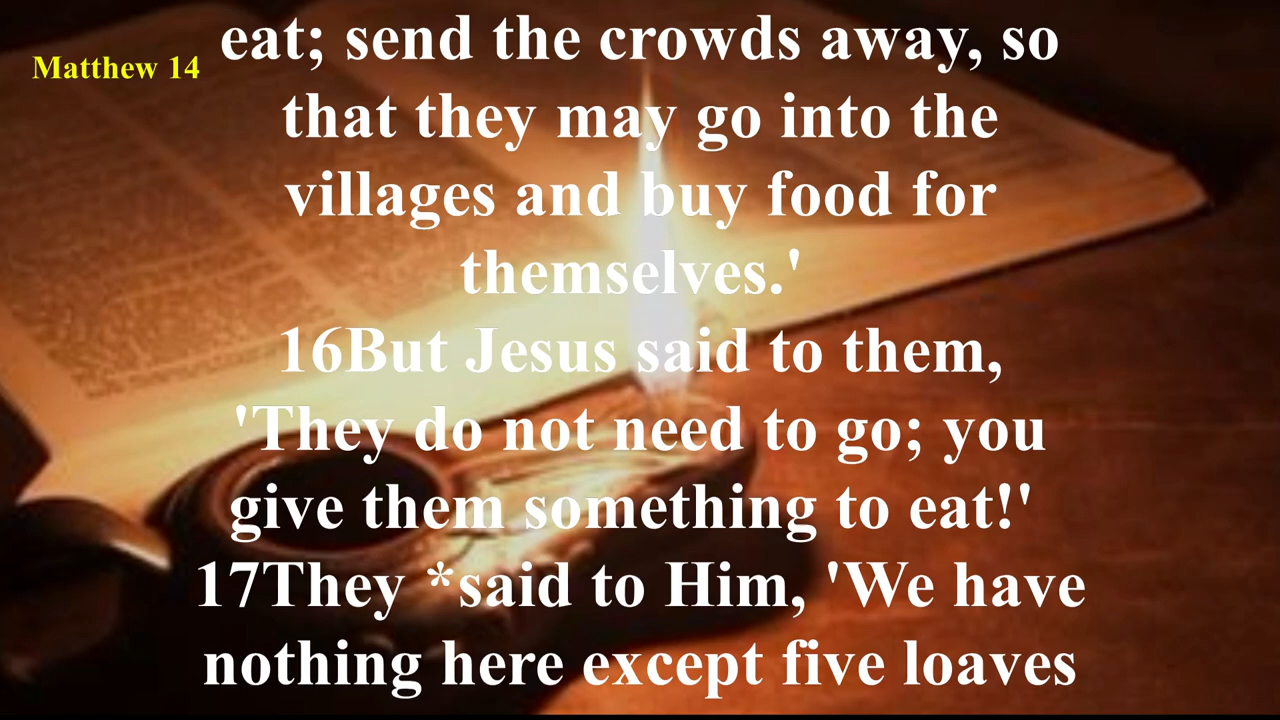 Matthew 14
eat; send the crowds away, so
that they may go into the
villages and buy food for
themselves.'
16But Jesus said to them,
'They do not need to go; you
give them something to eat!'
17They *said to Him, 'We have
nothing here except five loaves